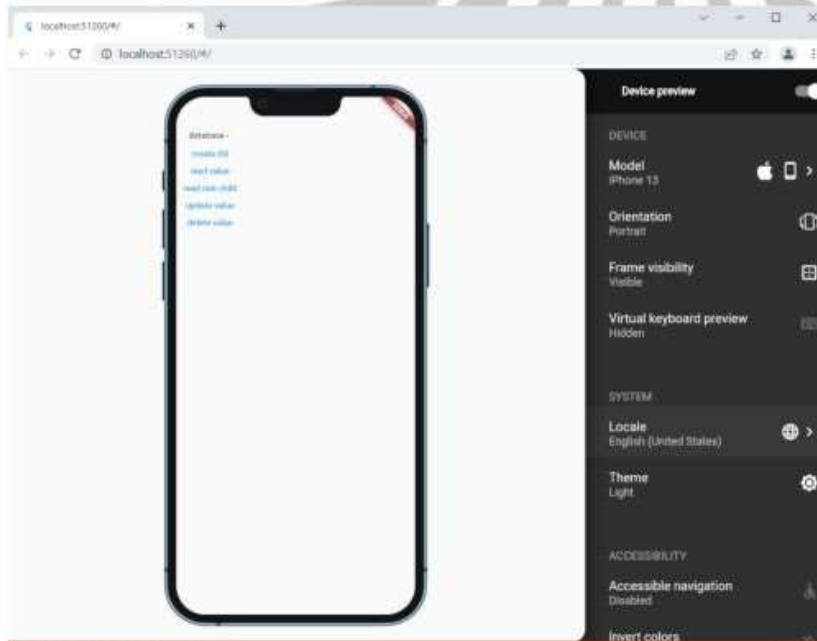 localhost:51260/#/
localhost:51260/#/
database -
create DB
read value
read one child
update value
delete value
Device preview
DEVICE
Model
iPhone 13
Orientation
Portrait
Frame visibility
Visible
Virtual keyboard preview
Hidden
SYSTEM
Locale
English (United States)
Theme
Light
ACCESSIBILITY
Accessible navigation
Disabled
Invert colors